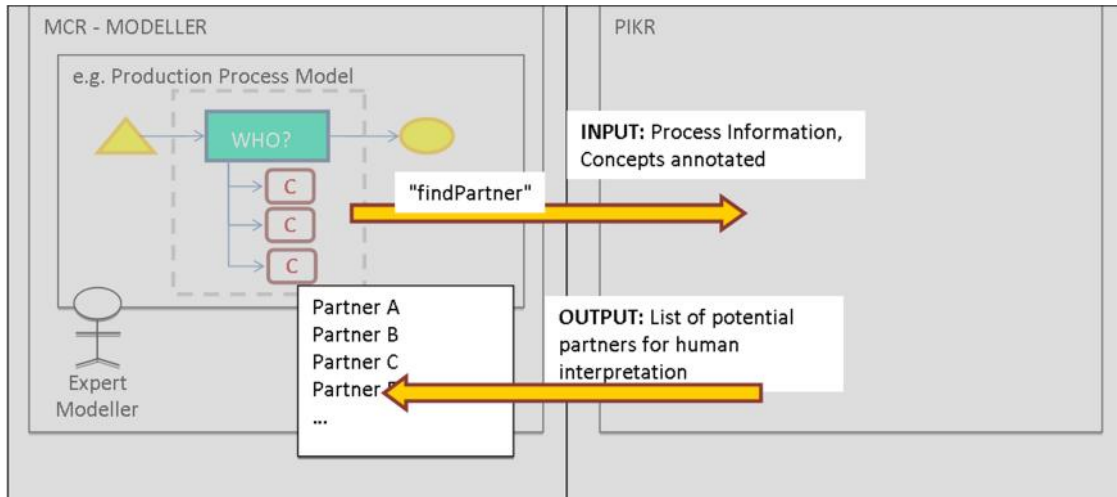 MCR - MODELLER
PIKR
e.g. Production Process Model
WHO?
C
C
C
"findPartner"
INPUT: Process Information,
Concepts annotated
Expert
Modeller
Partner A
Partner B
Partner C
Partner
...
OUTPUT: List of potential
partners for human
interpretation